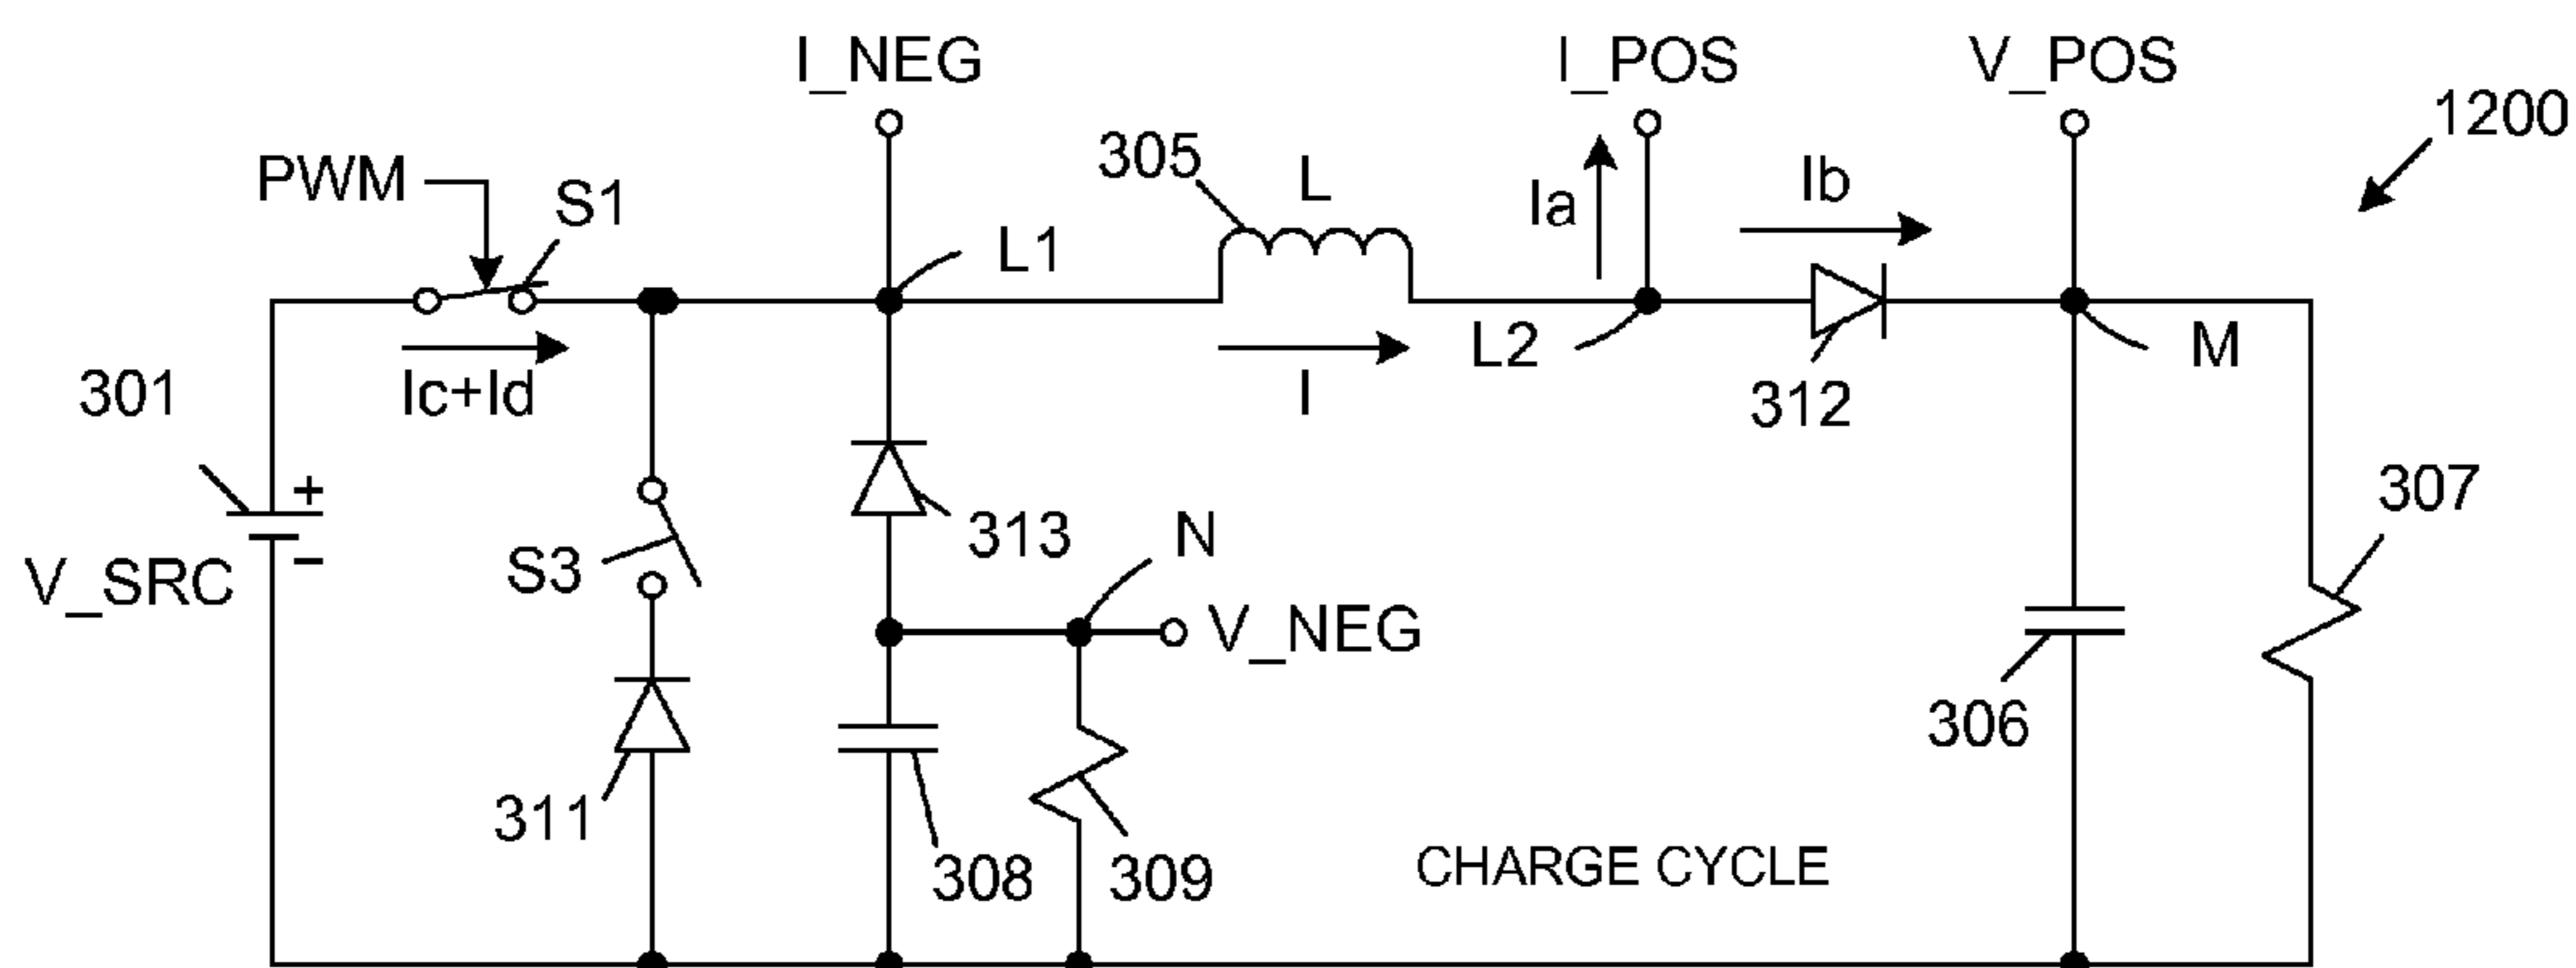 I_NEG
I_POS
V_POS
1200
305
L
PWM
S1
Ia
Ib
L1
L2
M
301
Ic+Id
I
312
+
−
V_SRC
S3
313
N
307
V_NEG
306
311
308
309
CHARGE CYCLE